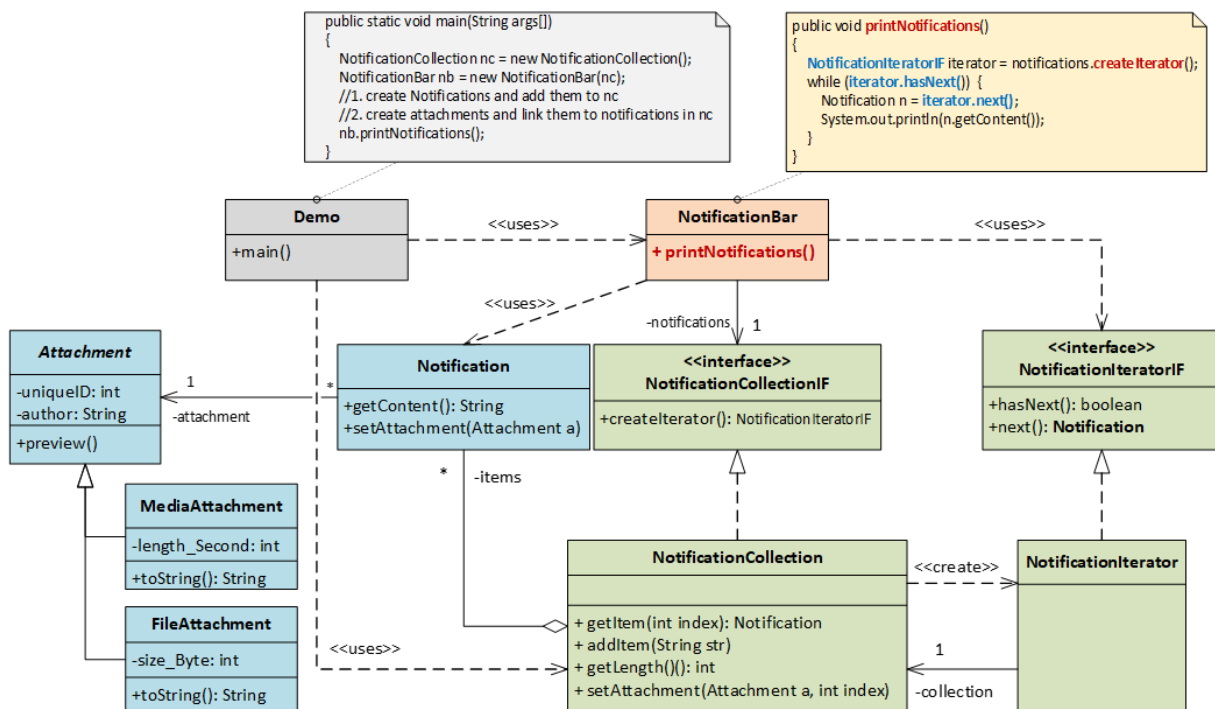 public static void main(String args[])
{
NotificationCollection nc = new NotificationCollection();
NotificationBar nb = new NotificationBar(nc);
//1. create Notifications and add them to nc
//2. create attachments and link them to notifications in nc
nb.printNotifications();
}
public void printNotifications()
{
NotificationIteratorIF iterator = notifications.createIterator();
while (iterator.hasNext()) {
Notification n = iterator.next();
System.out.println(n.getContent());
}
}
Demo
+main()
<<uses>>
NotificationBar
+ printNotifications()
<<uses>>
<<uses>>
-notifications
1
Attachment
-uniqueID: int
-author: String
+preview()
1
-attachment
*
Notification
+getContent(): String
+setAttachment(Attachment a)
<<interface>>
NotificationCollectionIF
+createIterator(): NotificationIteratorIF
<<interface>>
NotificationIteratorIF
+hasNext(): boolean
+next(): Notification
*
-items
MediaAttachment
-length_Second: int
+toString(): String
FileAttachment
-size_Byte: int
+toString(): String
<<uses>>
NotificationCollection
+ getItem(int index): Notification
+ addItem(String str)
+ getLength()(): int
+ setAttachment(Attachment a, int index)
<<create>>
NotificationIterator
1
-collection